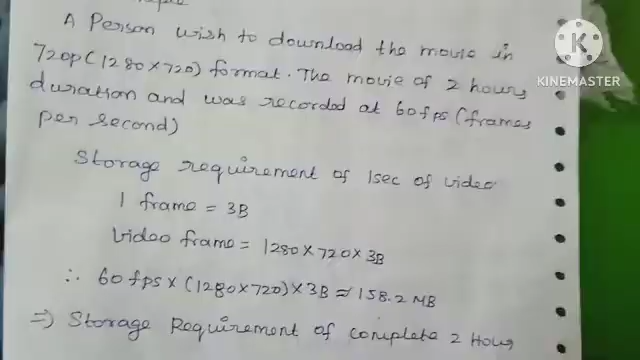 A Person wish to download the movie in
720p (1280×720) format. The movie of 2 hours
duration and was recorded at 60fps (frames
per second)
Storage requirement of 1sec of video
1 frame = 3B
Video frame = 1280×720×3B
∴ 60fps × (1280×720)×3B ≈ 158.2 MB
⇒ Storage Requirement of complete 2 Hour
KINEMASTER